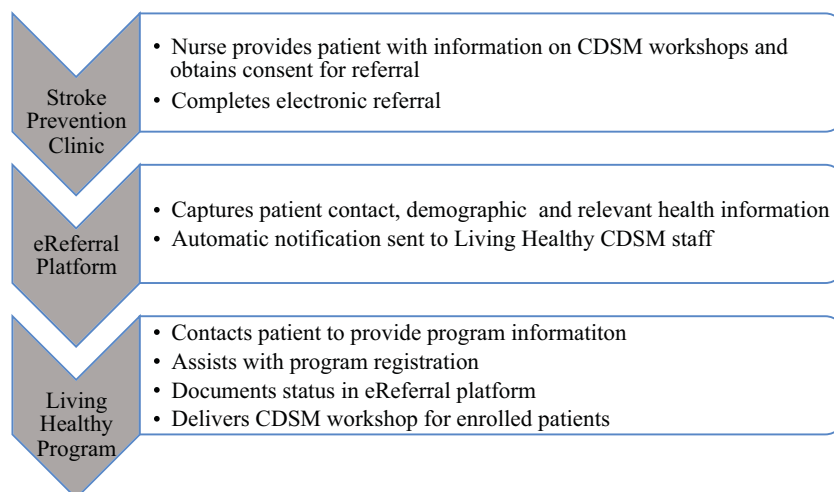 Stroke
Prevention
Clinic
• Nurse provides patient with information on CDSM workshops and
obtains consent for referral
• Completes electronic referral
eReferral
Platform
• Captures patient contact, demographic and relevant health information
• Automatic notification sent to Living Healthy CDSM staff
Living
Healthy
Program
• Contacts patient to provide program informatiton
• Assists with program registration
• Documents status in eReferral platform
• Delivers CDSM workshop for enrolled patients